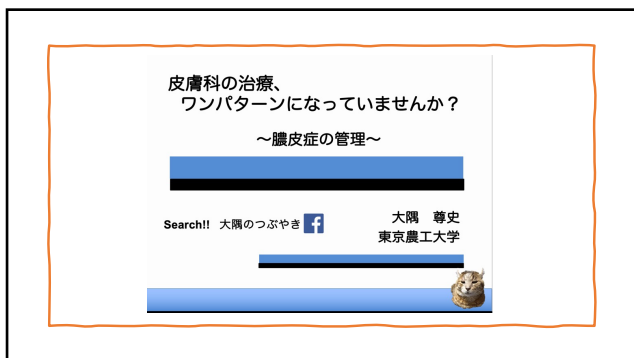 皮膚科の治療、
ワンパターンになっていませんか？
～膿皮症の管理～
Search!! 大隅のつぶやき f
大隅 尊史
東京農工大学